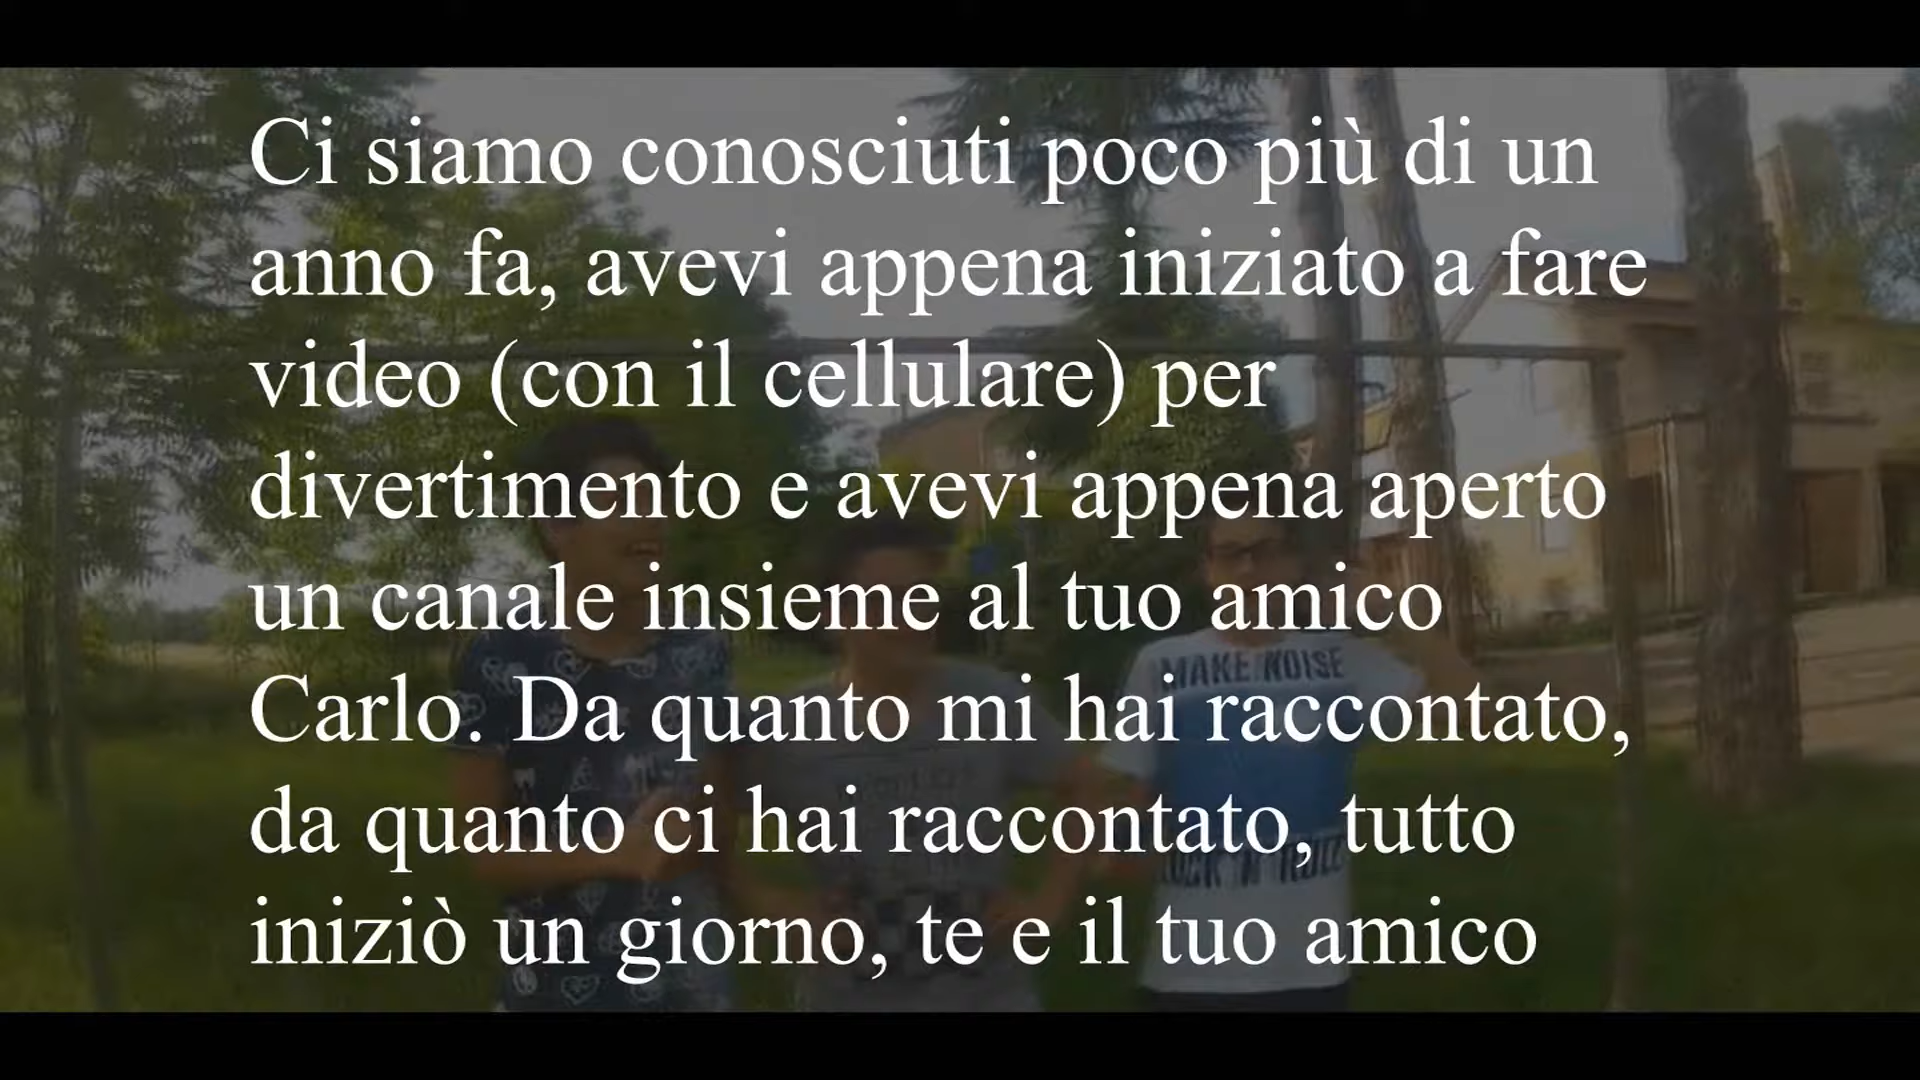 Ci siamo conosciuti poco più di un
anno fa, avevi appena iniziato a fare
video (con il cellulare) per
divertimento e avevi appena aperto
un canale insieme al tuo amico
Carlo. Da quanto mi hai raccontato,
da quanto ci hai raccontato, tutto
iniziò un giorno, te e il tuo amico
MAKE NOISE